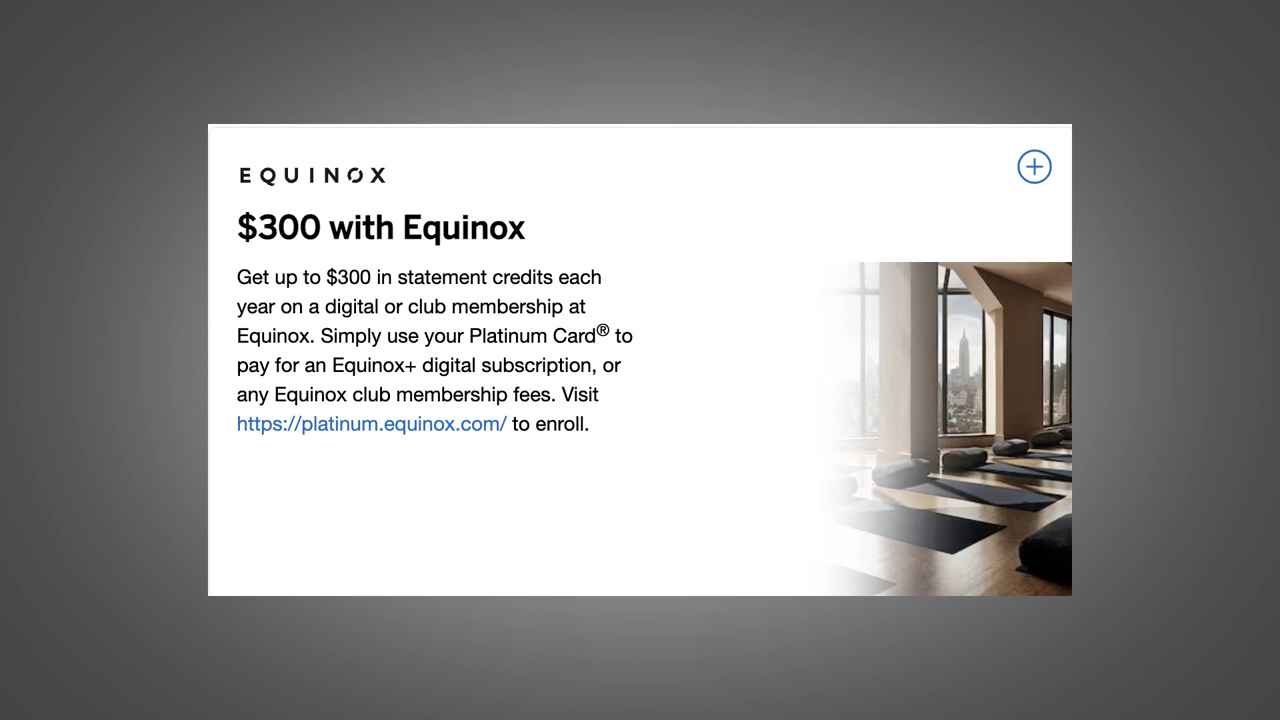 EQUINOX
$300 with Equinox
Get up to $300 in statement credits each
year on a digital or club membership at
Equinox. Simply use your Platinum Card® to
pay for an Equinox+ digital subscription, or
any Equinox club membership fees. Visit
https://platinum.equinox.com/ to enroll.